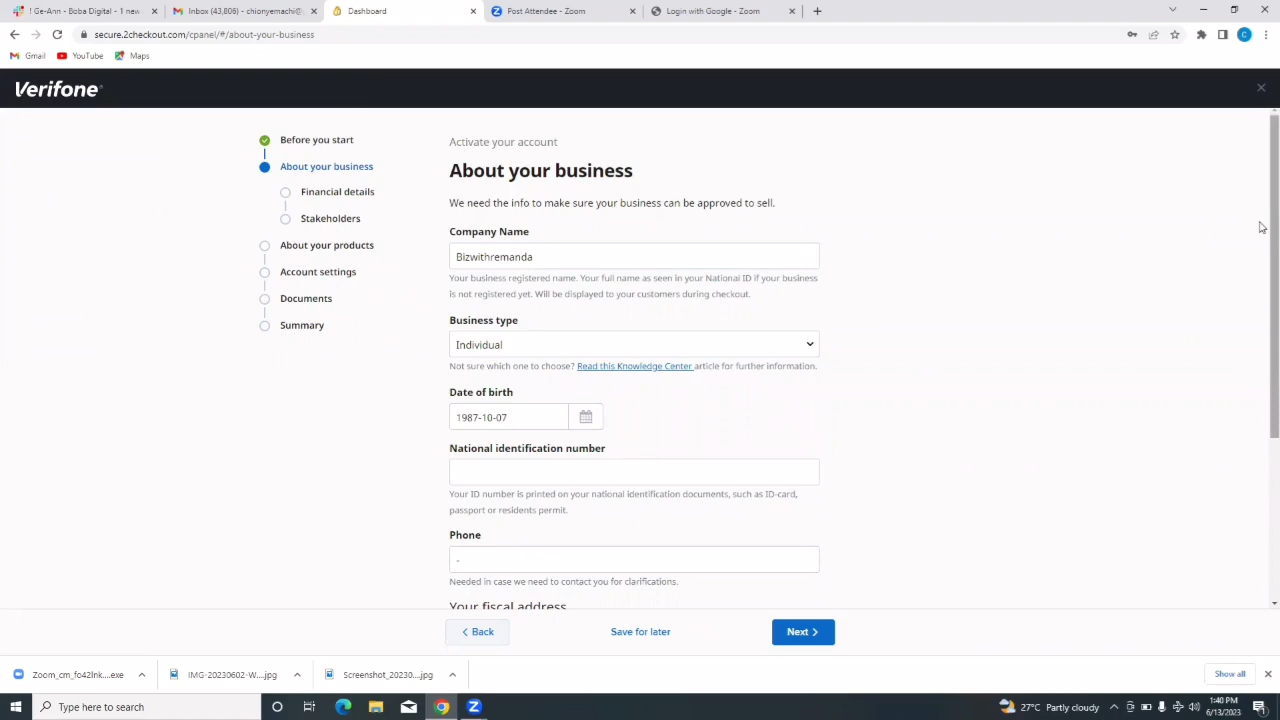 ! Ge-Ann - Boba Digital - 1 new
Inbox (43,806) - chionyemachi@
Dashboard
Post Attendee - Zoom
Login with Google - Zoom
secure.2checkout.com/cpanel/#/about-your-business
C
Gmail
YouTube
Maps
Verifone
Before you start
About your business
Financial details
Stakeholders
About your products
Account settings
Documents
Summary
Activate your account
About your business
We need the info to make sure your business can be approved to sell.
Company Name
Bizwithremanda
Your business registered name. Your full name as seen in your National ID if your business
is not registered yet. Will be displayed to your customers during checkout.
Business type
Individual
Not sure which one to choose? Read this Knowledge Center article for further information.
Date of birth
1987-10-07
National identification number
Your ID number is printed on your national identification documents, such as ID-card,
passport or residents permit.
Phone
-
Needed in case we need to contact you for clarifications.
Your fiscal address
Back
Save for later
Next
Zoom_cm_fo42lnk....exe
IMG-20230602-W....jpg
Screenshot_20230....jpg
Show all
Type here to search
27°C Partly cloudy
1:40 PM
6/13/2023